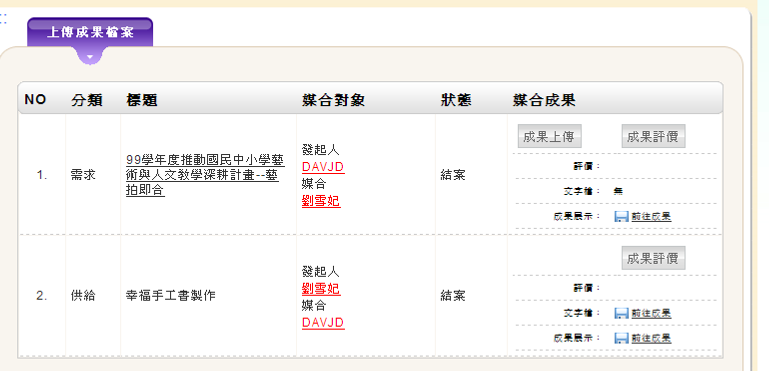 上傳成果檔案
NO 分類 標題 媒合對象 狀態 媒合成果
1. 需求
99學年度推動國民中小學藝
術與人文教學深耕計畫--藝
拍即合
發起人
DAVJD
媒合
劉雪妃
結案
成果上傳 成果評價
評價：
文字檔： 無
成果展示： 前往成果
2. 供給
幸福手工書製作
發起人
劉雪妃
媒合
DAVJD
結案
成果評價
評價：
文字檔： 前往成果
成果展示： 前往成果